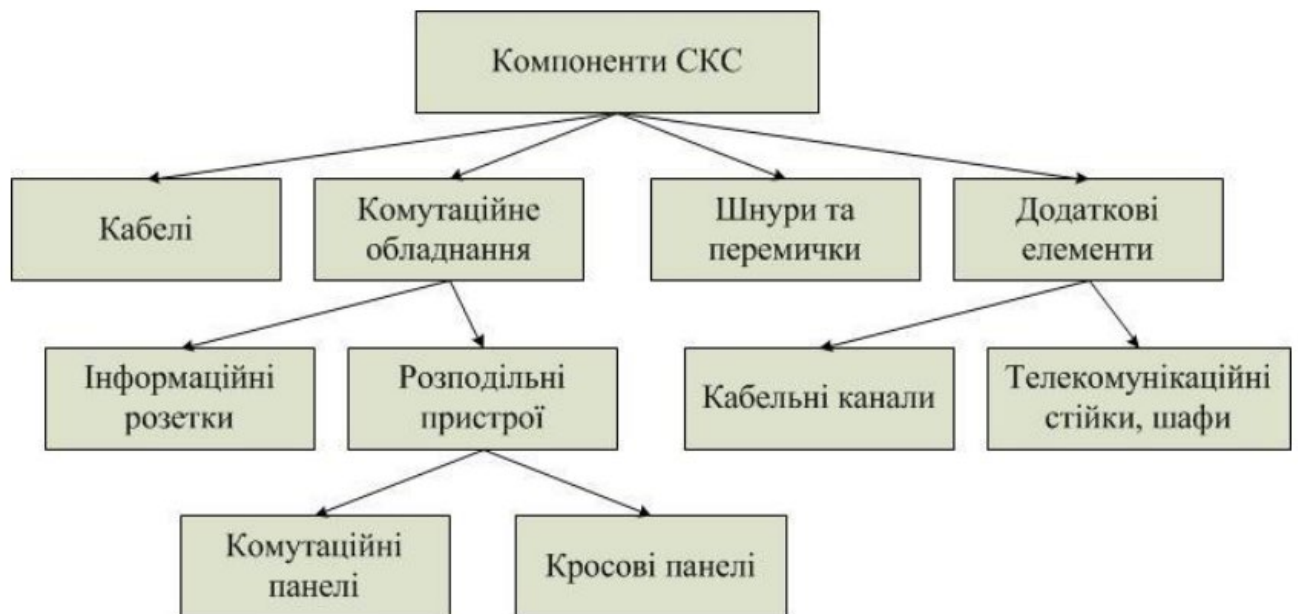 Компоненти СКС
Кабелі
Комутаційне
обладнання
Шнури та
перемички
Додаткові
елементи
Інформаційні
розетки
Розподільні
пристрої
Кабельні канали
Телекомунікаційні
стійки, шафи
Комутаційні
панелі
Кросові панелі